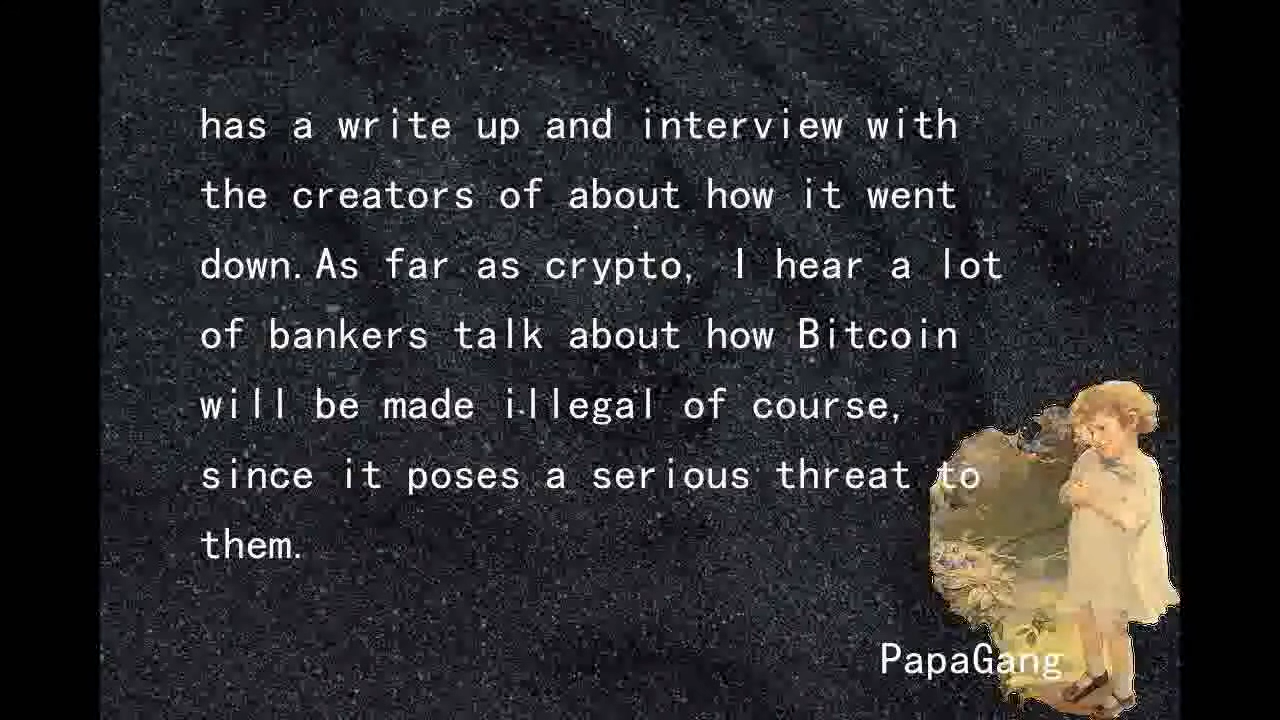 has a write up and interview with
the creators of about how it went
down. As far as crypto, I hear a lot
of bankers talk about how Bitcoin
will be made illegal of course,
since it poses a serious threat to
them.
PapaGang